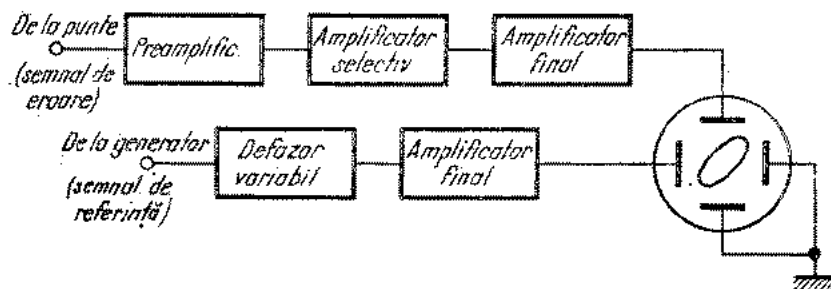 De la punte
(semnal de
eroare)
Preamplific.
Amplificator
selectiv
Amplificator
final
De la generator
(semnal de
referință)
Defazor
variabil
Amplificator
final